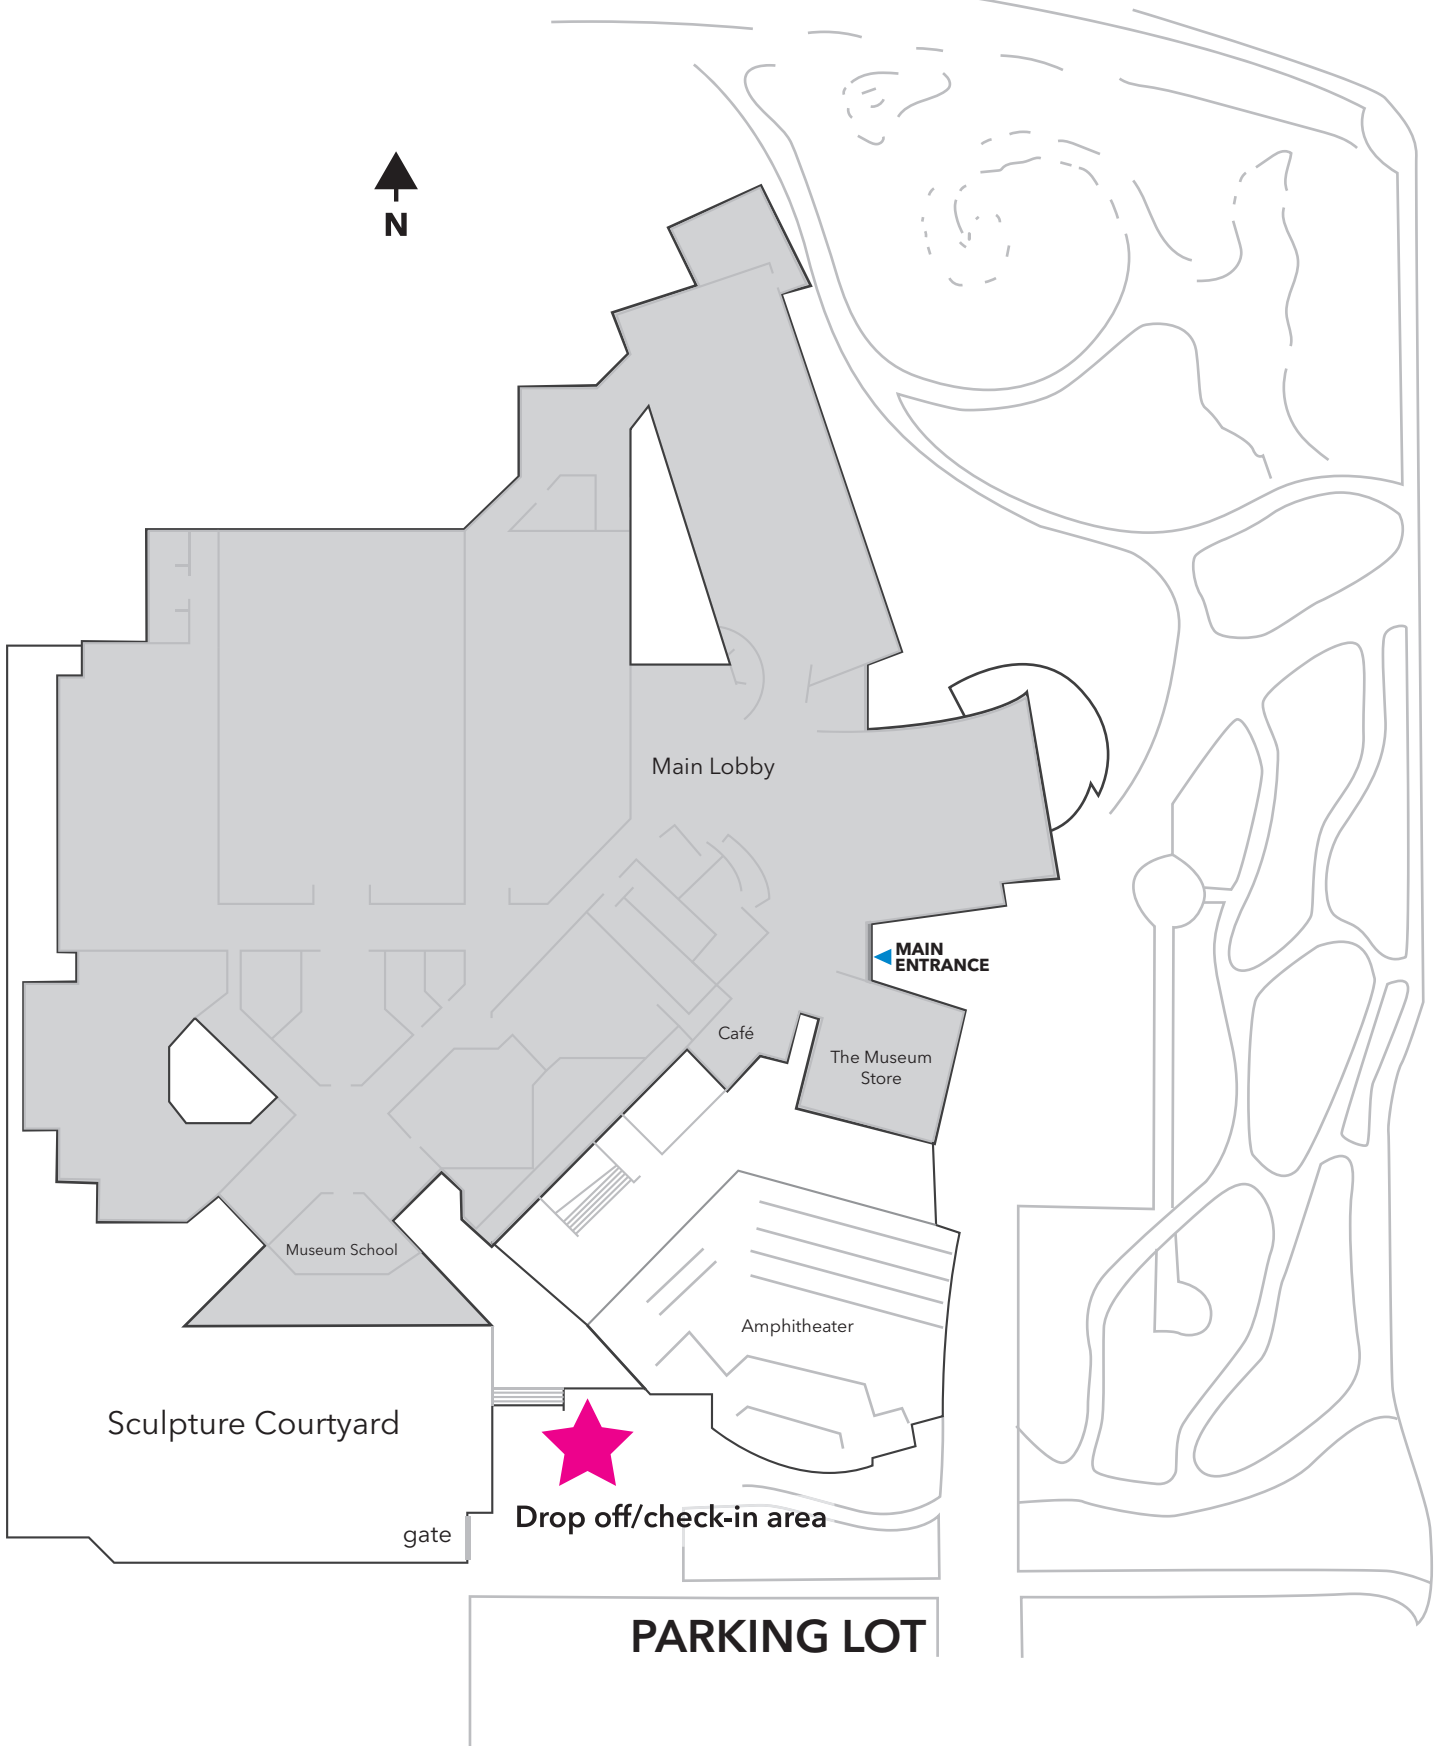 N
Main Lobby
MAIN
ENTRANCE
Café
The Museum
Store
Museum School
Amphitheater
Sculpture Courtyard
Drop off/check-in area
gate
PARKING LOT